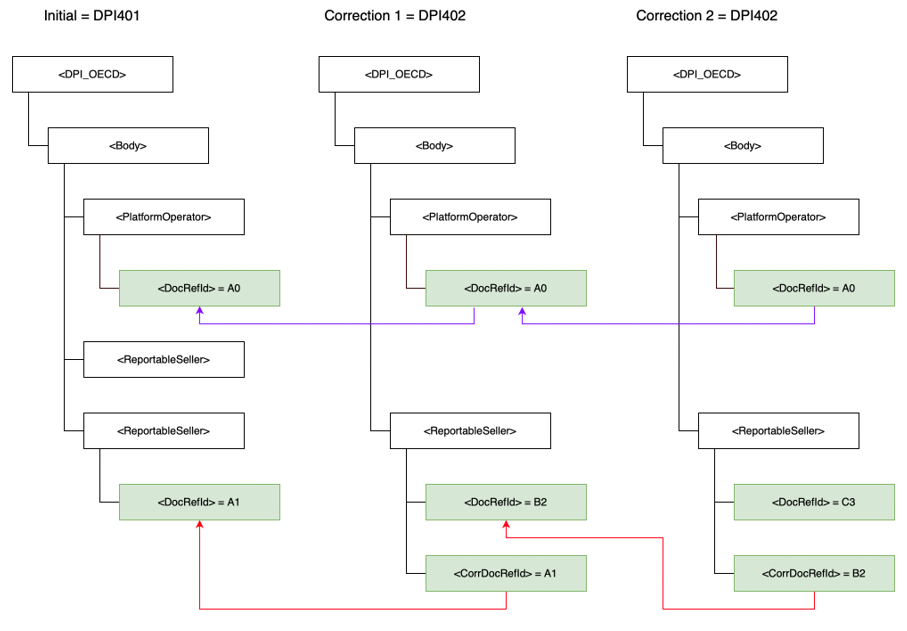 Initial = DPI401
Correction 1 = DPI402
Correction 2 = DPI402
<DPI_OECD>
<DPI_OECD>
<DPI_OECD>
<Body>
<Body>
<Body>
<PlatformOperator>
<PlatformOperator>
<PlatformOperator>
<DocRefId> = A0
<DocRefId> = A0
<DocRefId> = A0
<ReportableSeller>
<ReportableSeller>
<ReportableSeller>
<ReportableSeller>
<DocRefId> = A1
<DocRefId> = B2
<DocRefId> = C3
<CorrDocRefId> = A1
<CorrDocRefId> = B2